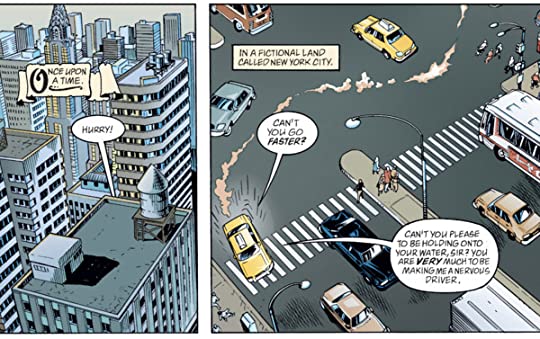 ONCE UPON
A TIME.
HURRY!
IN A FICTIONAL LAND
CALLED NEW YORK CITY.
CAN'T
YOU GO
FASTER?
CAN'T YOU PLEASE
TO BE HOLDING ONTO
YOUR WATER, SIR? YOU
ARE VERY MUCH TO BE
MAKING ME A NERVOUS
DRIVER.